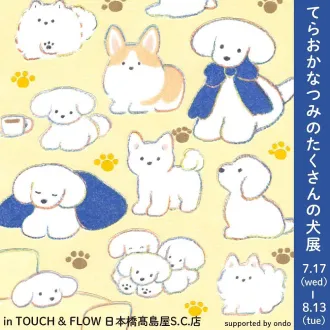 てらおかなつみのたくさんの犬展
7.17
(wed)
-
8.13
(tue)
in TOUCH & FLOW 日本橋髙島屋S.C.店
supported by ondo